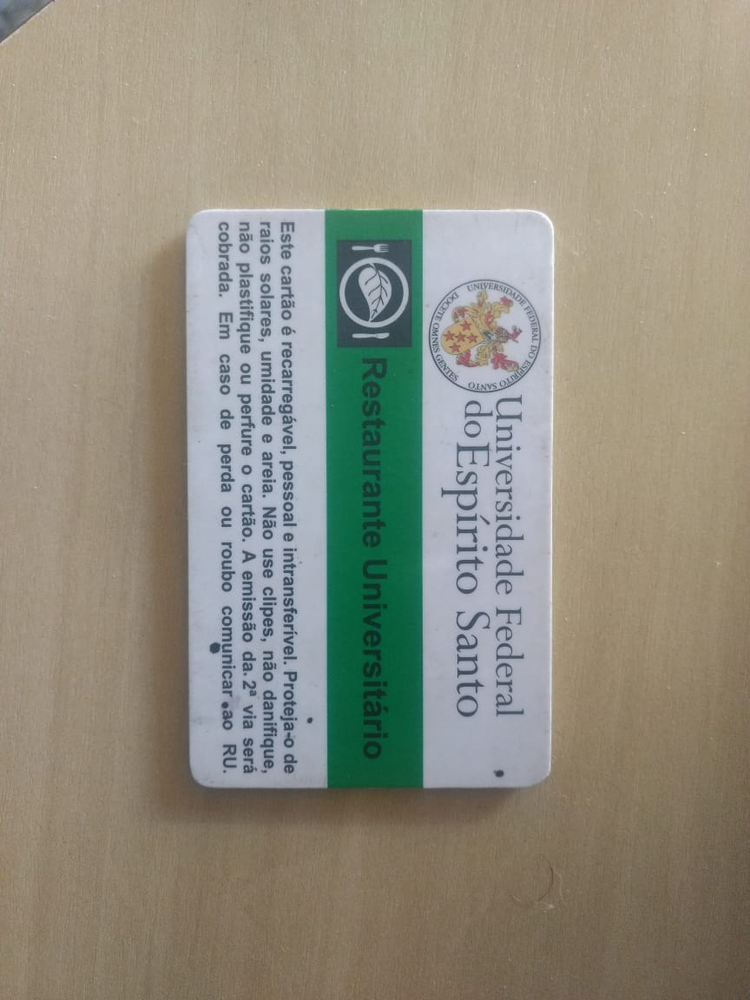 UNIVERSIDADE FEDERAL DO ESPÍRITO SANTO
DOCETE OMNES GENTES
Universidade Federal
do Espírito Santo
Restaurante Universitário
Este cartão é recarregável, pessoal e intransferível. Proteja-o de
raios solares, umidade e areia. Não use clipes, não danifique,
não plastifique ou perfure o cartão. A emissão da 2ª via será
cobrada. Em caso de perda ou roubo comunicar ao RU.